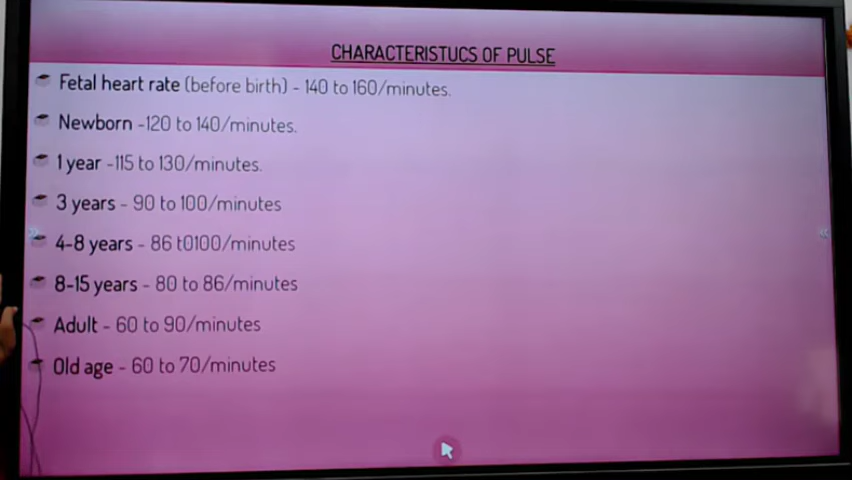 CHARACTERISTUCS OF PULSE
Fetal heart rate (before birth) - 140 to 160/minutes.
Newborn -120 to 140/minutes.
1 year -115 to 130/minutes.
3 years - 90 to 100/minutes
4-8 years - 86 t0100/minutes
8-15 years - 80 to 86/minutes
Adult - 60 to 90/minutes
Old age - 60 to 70/minutes